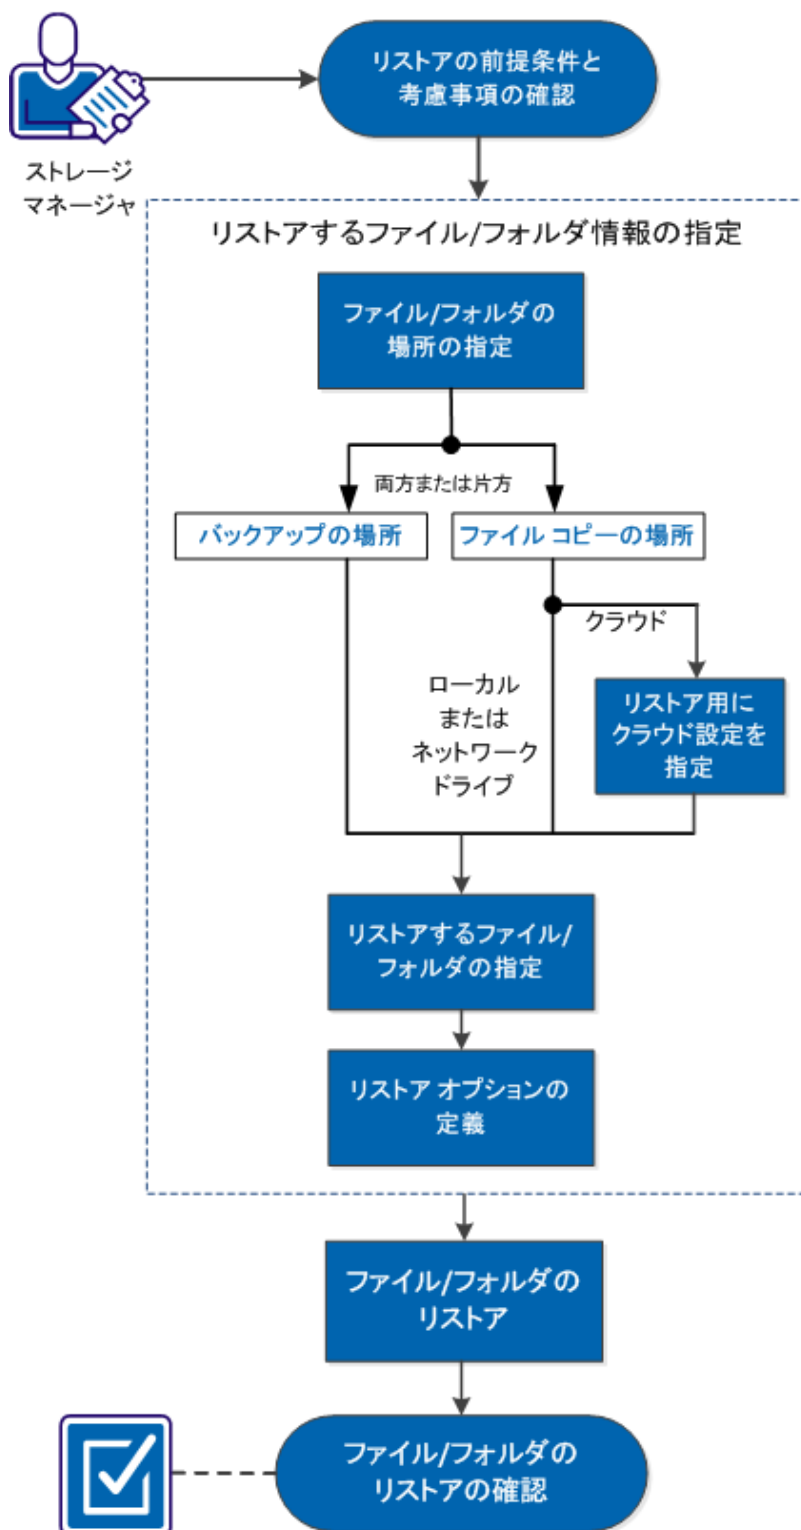 リストアの前提条件と
考慮事項の確認
ストレージ
マネージャ
リストアするファイル/フォルダ情報の指定
ファイル/フォルダの
場所の指定
両方または片方
バックアップの場所
ファイル コピーの場所
クラウド
ローカル
または
ネットワーク
ドライブ
リストア用に
クラウド設定を
指定
リストアするファイル/
フォルダの指定
リストア オプションの
定義
ファイル/フォルダの
リストア
ファイル/フォルダの
リストアの確認